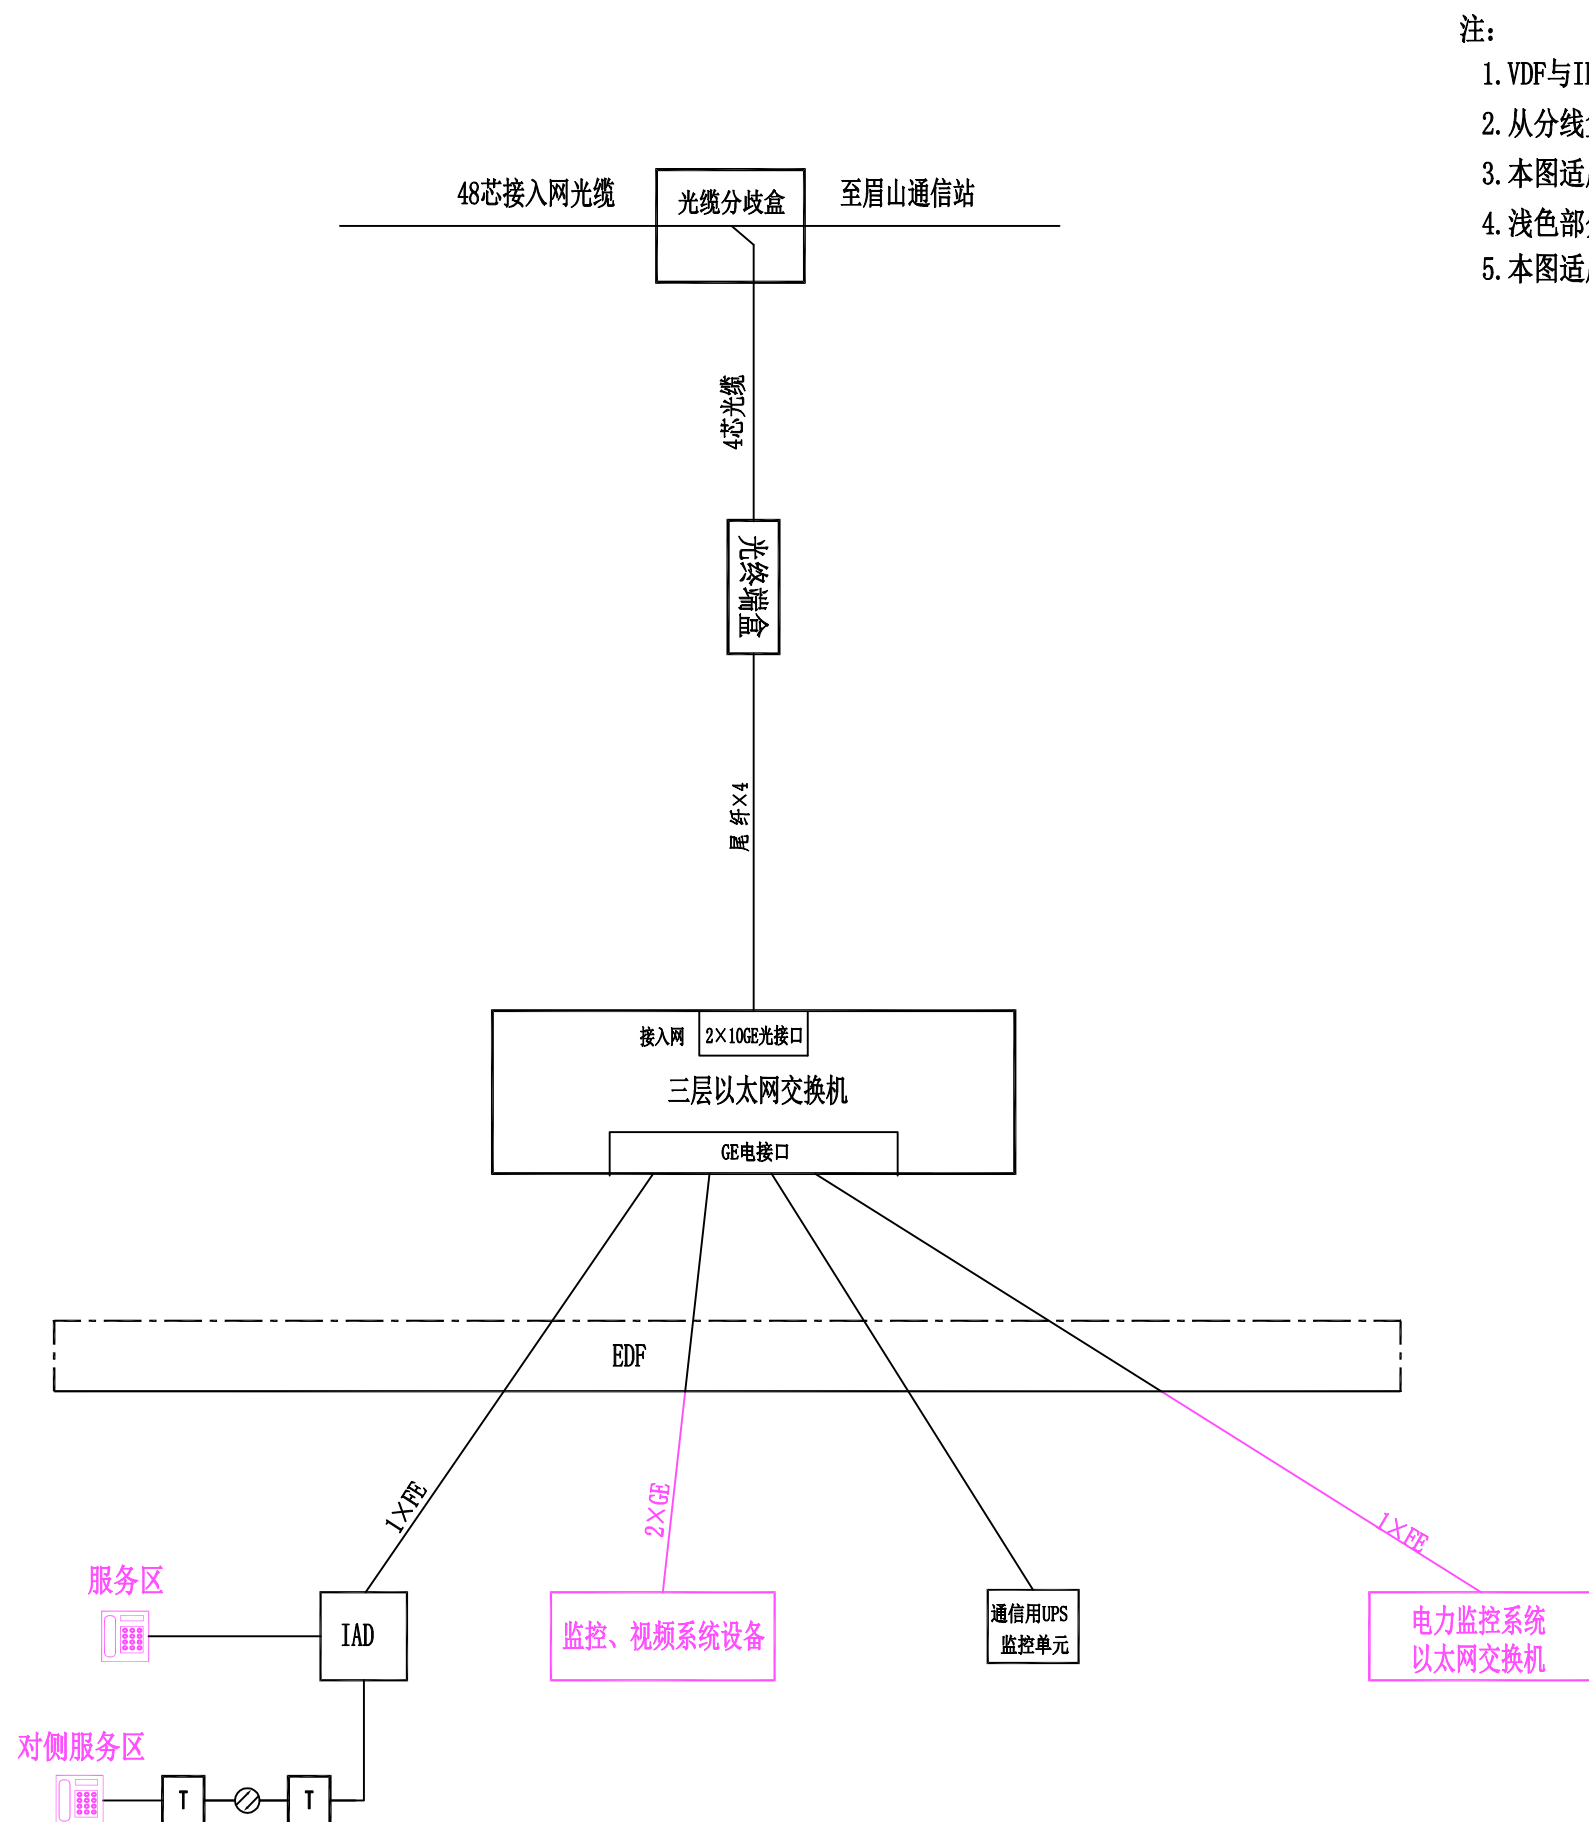 注：
1. VDF与
2. 从分线
3. 本图适
4. 浅色部
5. 本图适
48芯接入网光缆
光缆分歧盒
至眉山通信站
4芯光缆
光终端盒
尾纤×4
接入网
2×10GE光接口
三层以太网交换机
GE电接口
EDF
1×FE
2×GE
1×FE
服务区
IAD
监控、视频系统设备
通信用UPS
监控单元
电力监控系统
以太网交换机
对侧服务区
T
T